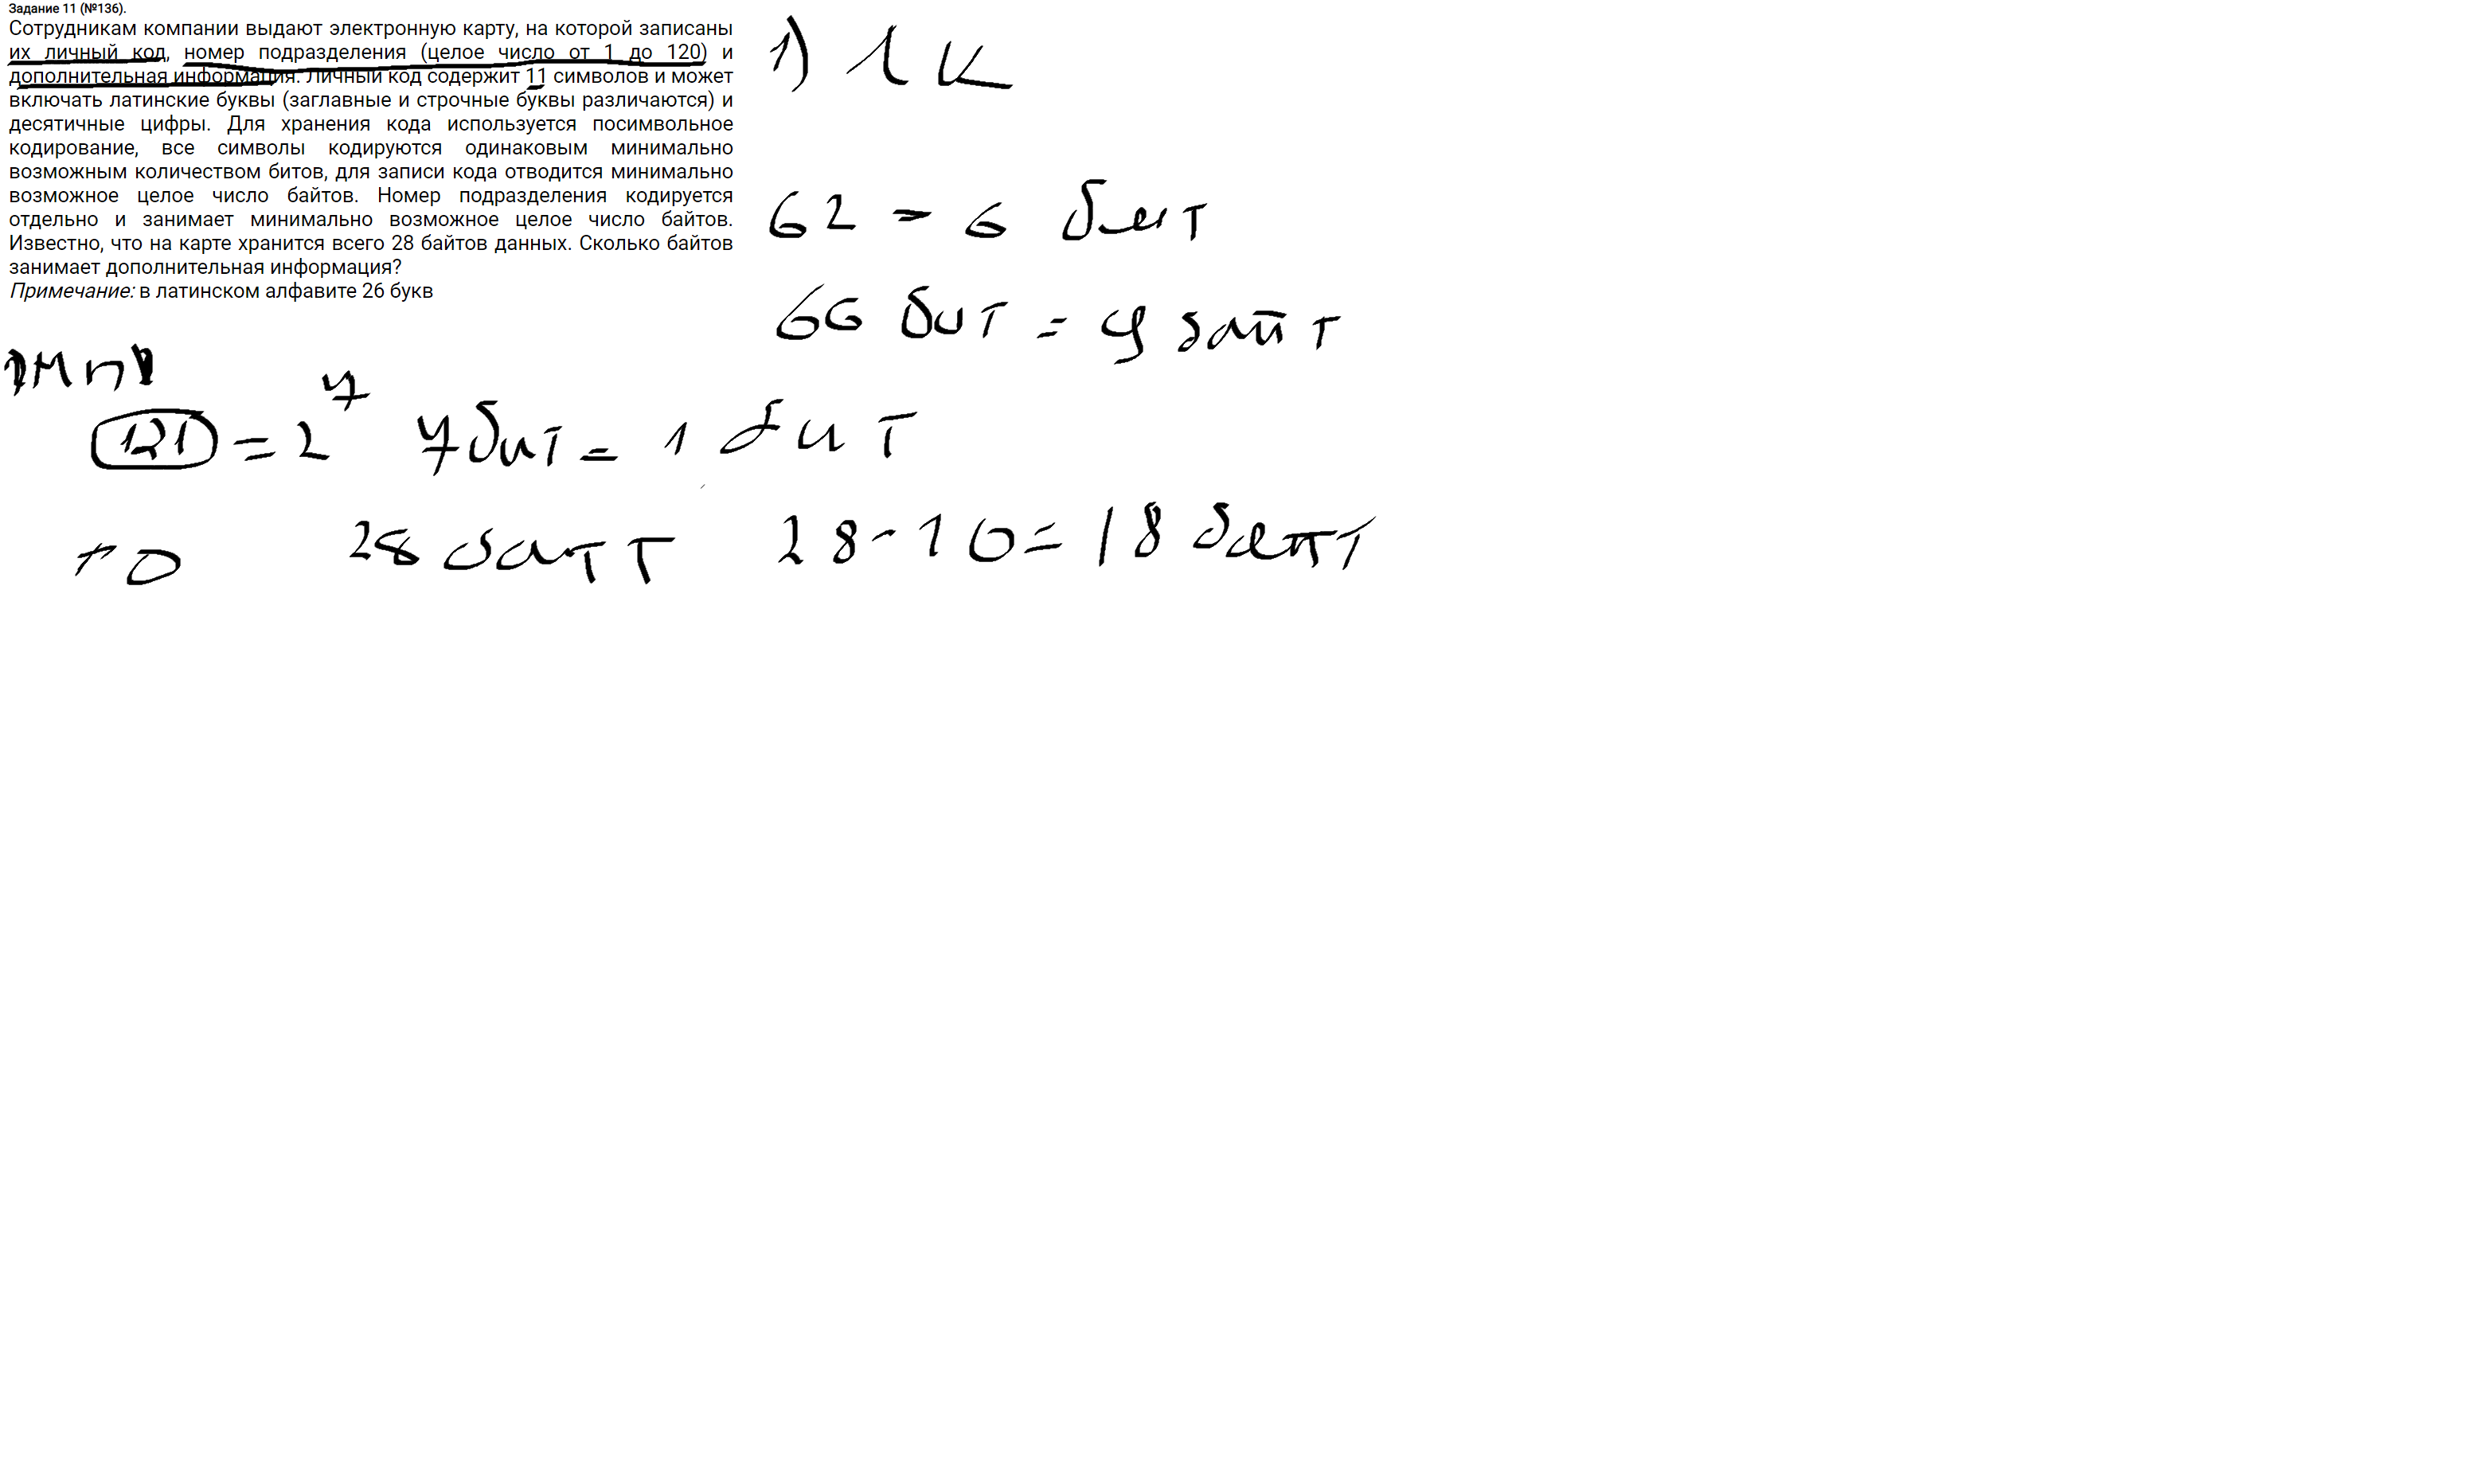 Задание 11 (№136).
Сотрудникам компании выдают электронную карту, на которой записаны
их личный код, номер подразделения (целое число от 1 до 120) и
дополнительная информация. Личный код содержит 11 символов и может
включать латинские буквы (заглавные и строчные буквы различаются) и
десятичные цифры. Для хранения кода используется посимвольное
кодирование, все символы кодируются одинаковым минимально
возможным количеством битов, для записи кода отводится минимально
возможное целое число байтов. Номер подразделения кодируется
отдельно и занимает минимально возможное целое число байтов.
Известно, что на карте хранится всего 28 байтов данных. Сколько байтов
занимает дополнительная информация?
Примечание: в латинском алфавите 26 букв
1) л к
62 = 6 бит
66 бит = 9 байт
121 = 2^7 7 бит = 1 бит
28 байт 28 - 10 = 18 байт